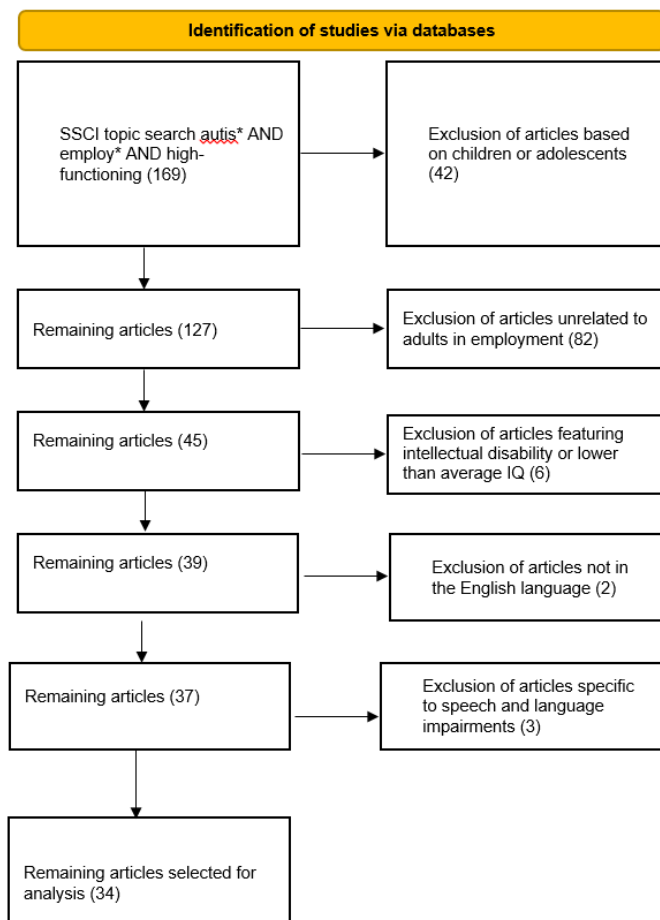 Identification of studies via databases
SSCI topic search autis* AND
employ* AND high-
functioning (169)
Exclusion of articles based
on children or adolescents
(42)
Remaining articles (127)
Exclusion of articles unrelated to
adults in employment (82)
Remaining articles (45)
Exclusion of articles featuring
intellectual disability or lower
than average IQ (6)
Remaining articles (39)
Exclusion of articles not in
the English language (2)
Remaining articles (37)
Exclusion of articles specific
to speech and language
impairments (3)
Remaining articles selected for
analysis (34)